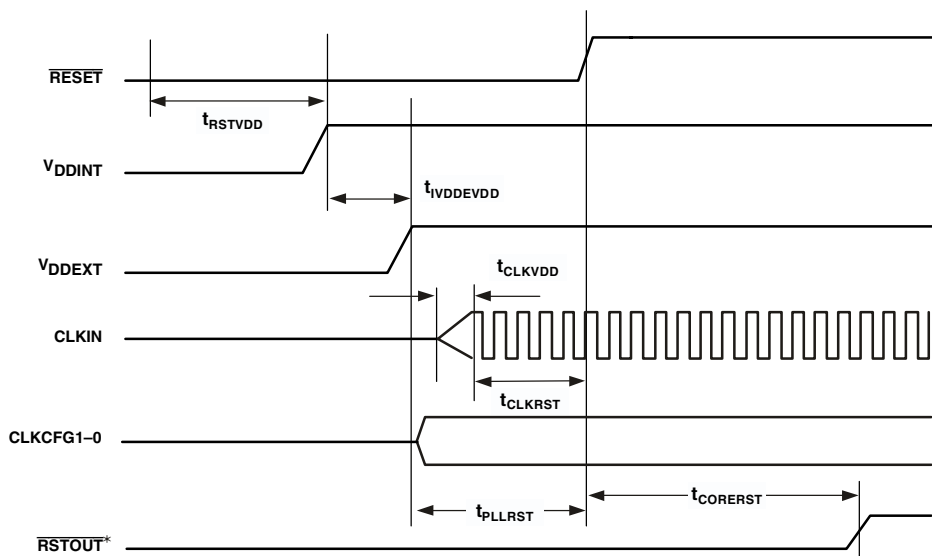 RESET
tRSTVDD
VDDINT
tIVDDEVDD
VDDEXT
tCLKVDD
CLKIN
tCLKRST
CLKCFG1–0
tPLLRST
tCORERST
RSTOUT*